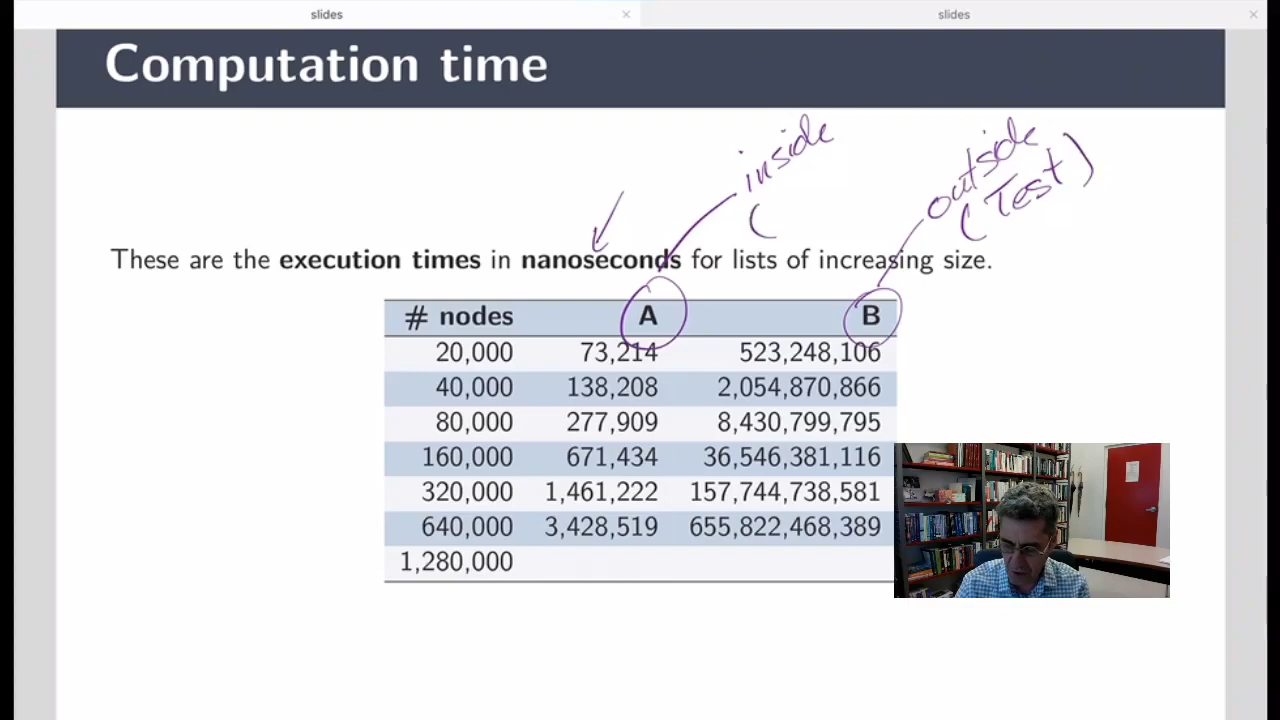 slides
slides
Computation time
inside
(
outside
(Test)
These are the execution times in nanoseconds for lists of increasing size.
# nodes A B
20,000 73,214 523,248,106
40,000 138,208 2,054,870,866
80,000 277,909 8,430,799,795
160,000 671,434 36,546,381,116
320,000 1,461,222 157,744,738,581
640,000 3,428,519 655,822,468,389
1,280,000